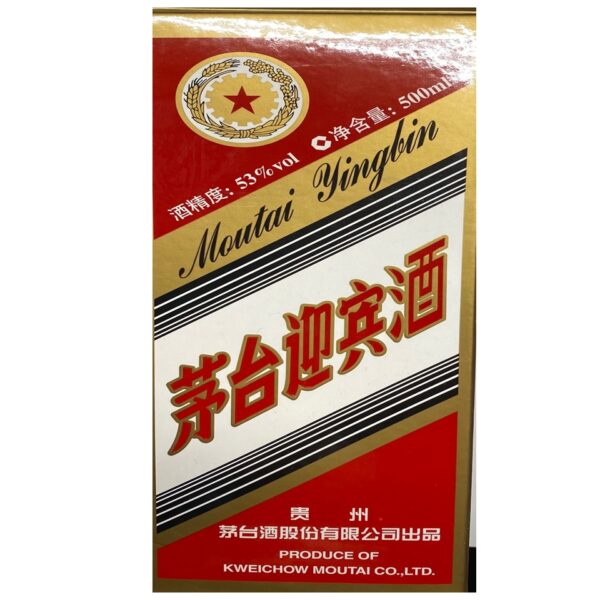 酒精度：53%vol 净含量：500ml
Moutai Yingbin
茅台迎宾酒
贵 州
茅台酒股份有限公司出品
PRODUCE OF
KWEICHOW MOUTAI CO.,LTD.